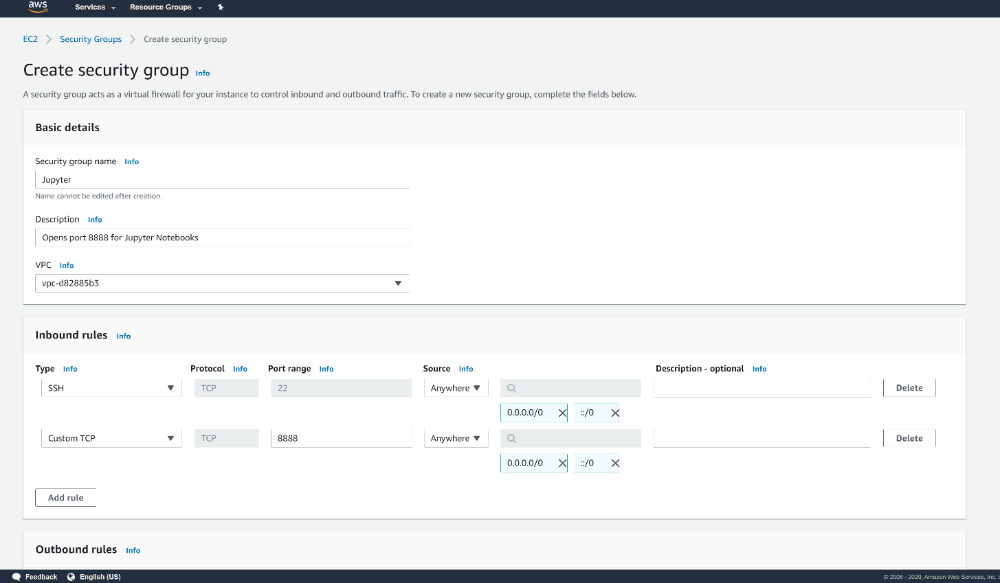 aws Services Resource Groups
EC2 Security Groups Create security group
Create security group Info
A security group acts as a virtual firewall for your instance to control inbound and outbound traffic. To create a new security group, complete the fields below.
Basic details
Security group name Info
Jupyter
Name cannot be edited after creation.
Description Info
Opens port 8888 for Jupyter Notebooks
VPC Info
vpc-d82885b3
Inbound rules Info
Type Info Protocol Info Port range Info Source Info Description - optional Info
SSH TCP 22 Anywhere Delete
0.0.0.0/0 ::/0
Custom TCP TCP 8888 Anywhere Delete
0.0.0.0/0 ::/0
Add rule
Outbound rules Info
Feedback English (US) © 2008 - 2020, Amazon Web Services, Inc.